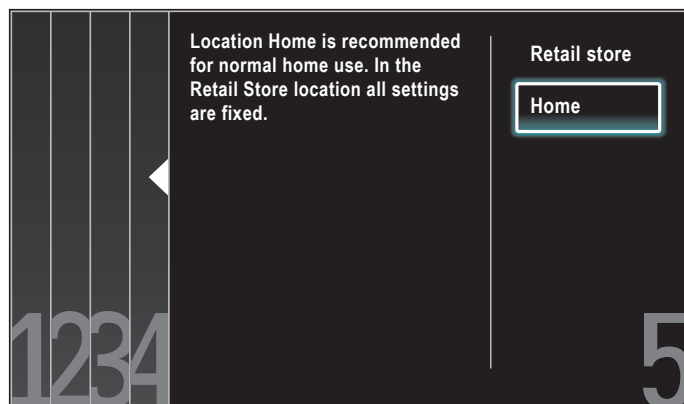 Location Home is recommended
for normal home use. In the
Retail Store location all settings
are fixed.
Retail store
Home
1234
5